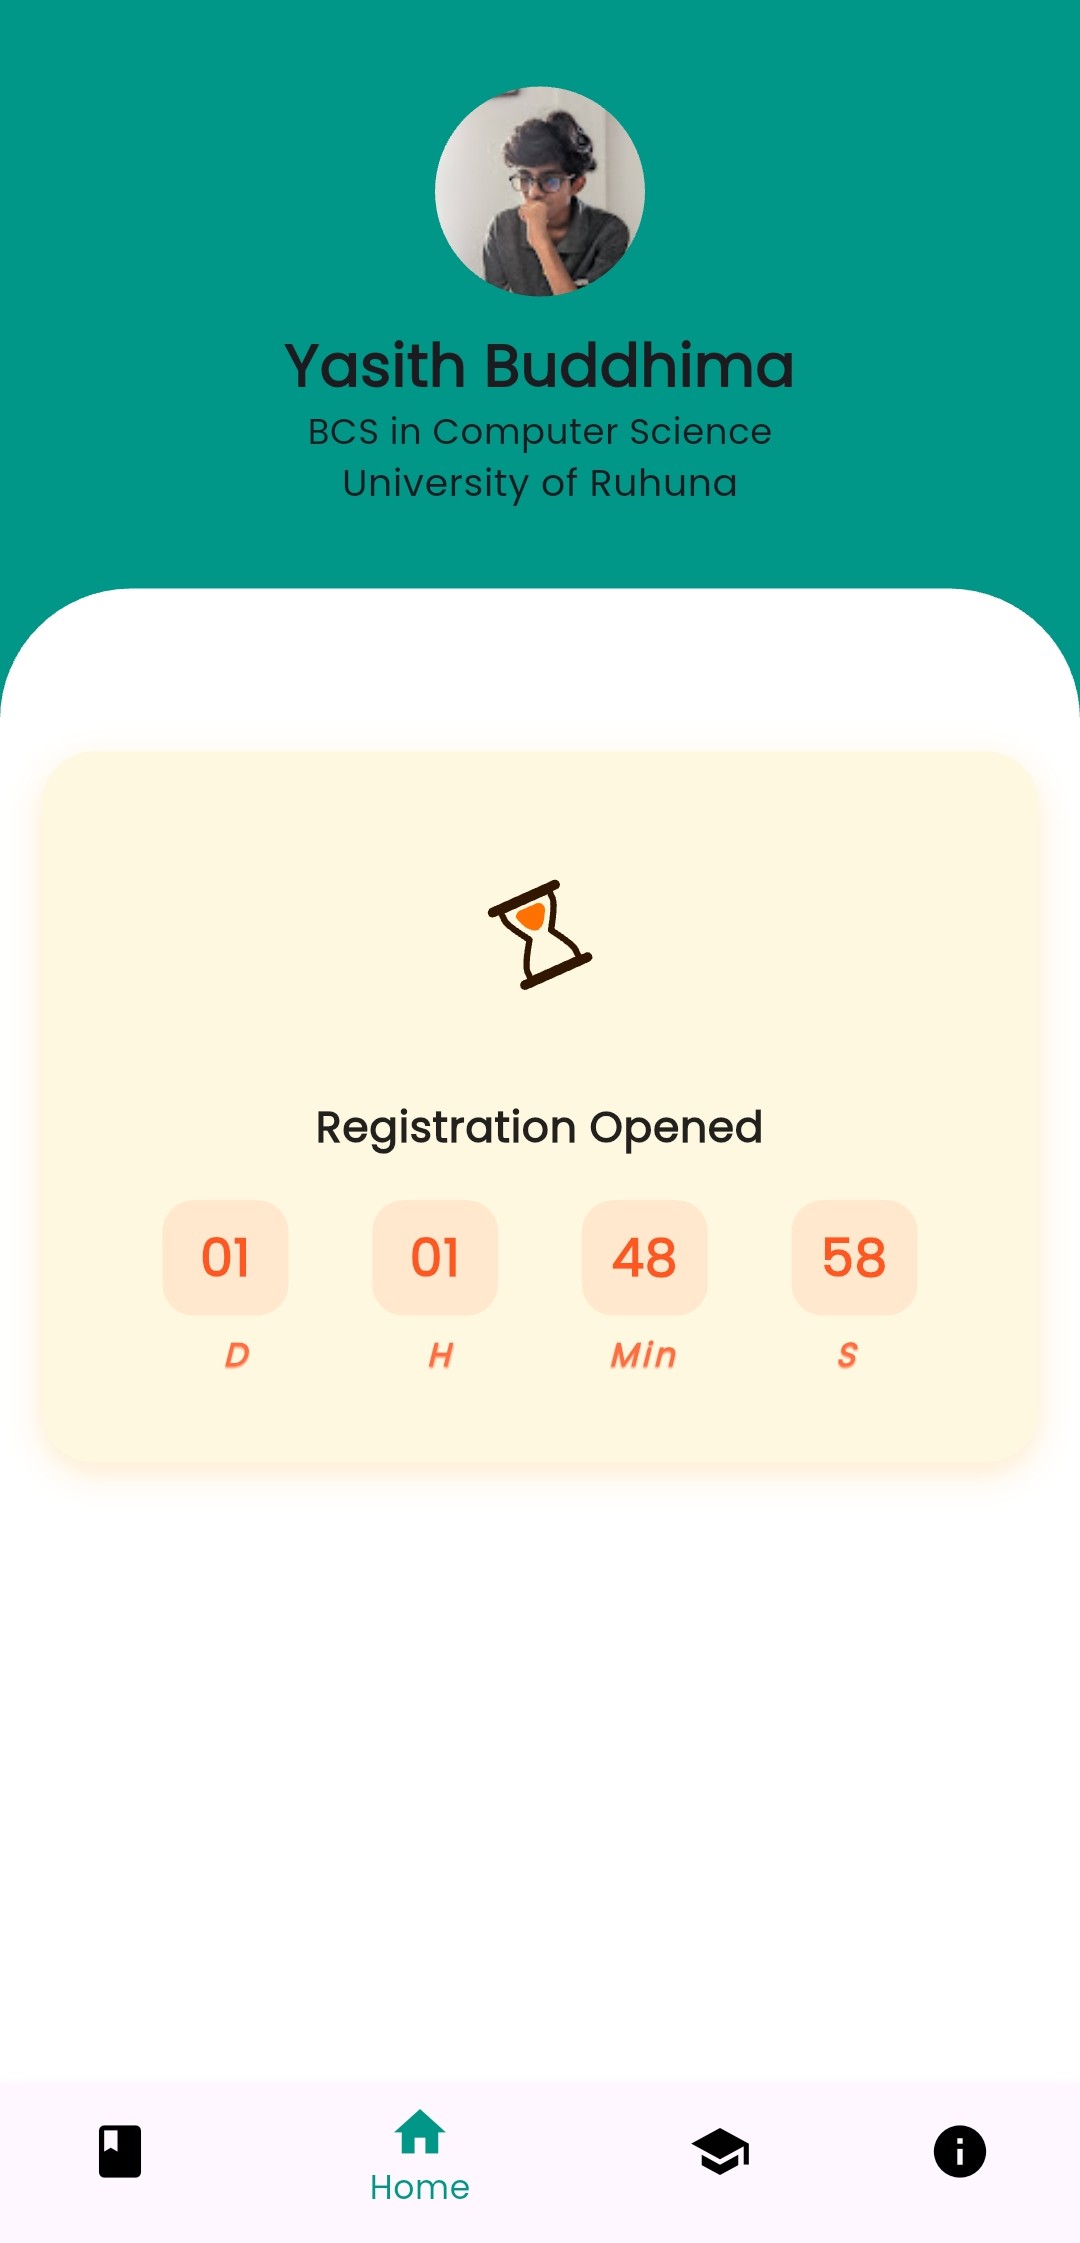 Yasith Buddhima
BCS in Computer Science
University of Ruhuna
Registration Opened
01 01 48 58
D H Min S
Home